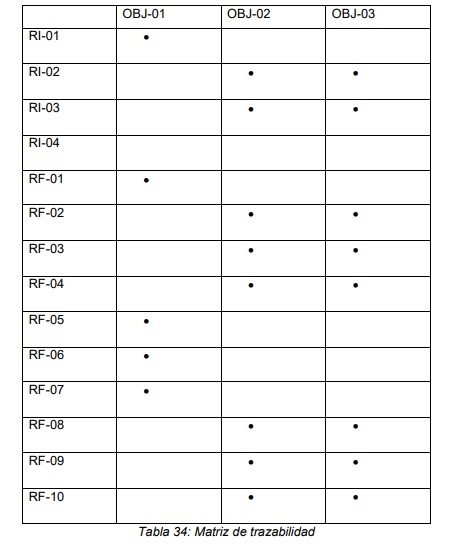 OBJ-01 OBJ-02 OBJ-03
RI-01 •
RI-02 • •
RI-03 • •
RI-04
RF-01 •
RF-02 • •
RF-03 • •
RF-04 • •
RF-05 •
RF-06 •
RF-07 •
RF-08 • •
RF-09 • •
RF-10 • •
Tabla 34: Matriz de trazabilidad